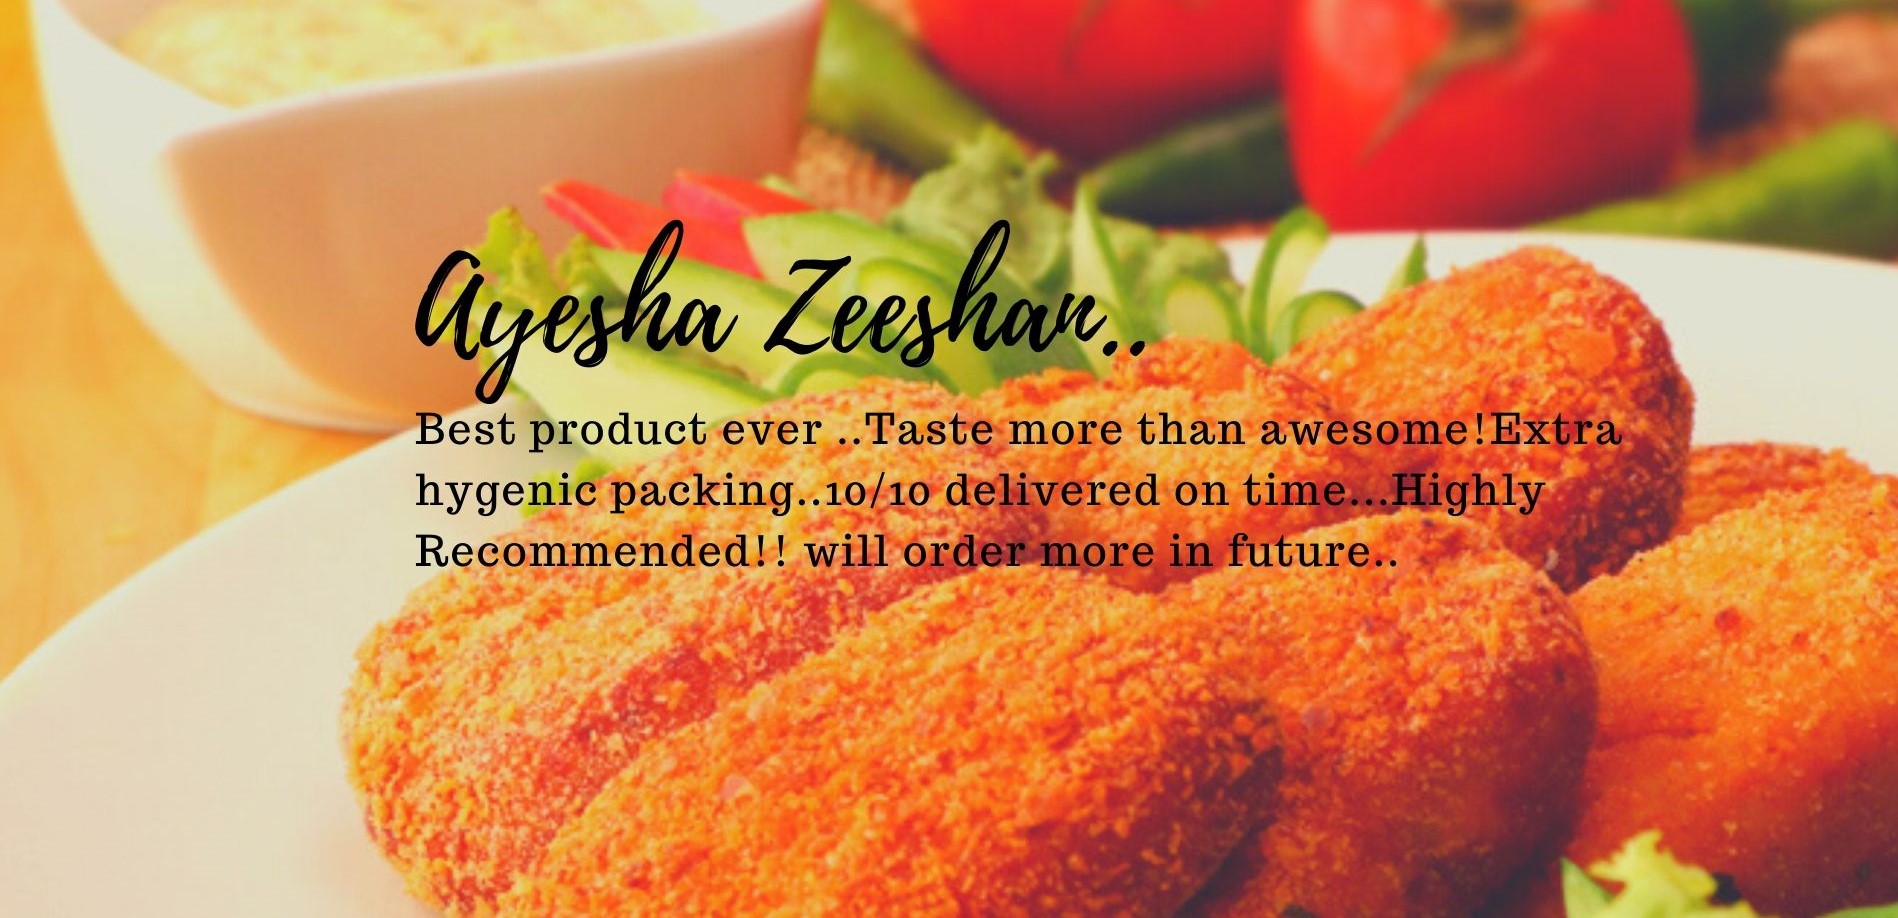 Ayesha Zeeshan..
Best product ever ..Taste more than awesome!Extra
hygenic packing..10/10 delivered on time...Highly
Recommended!! will order more in future..